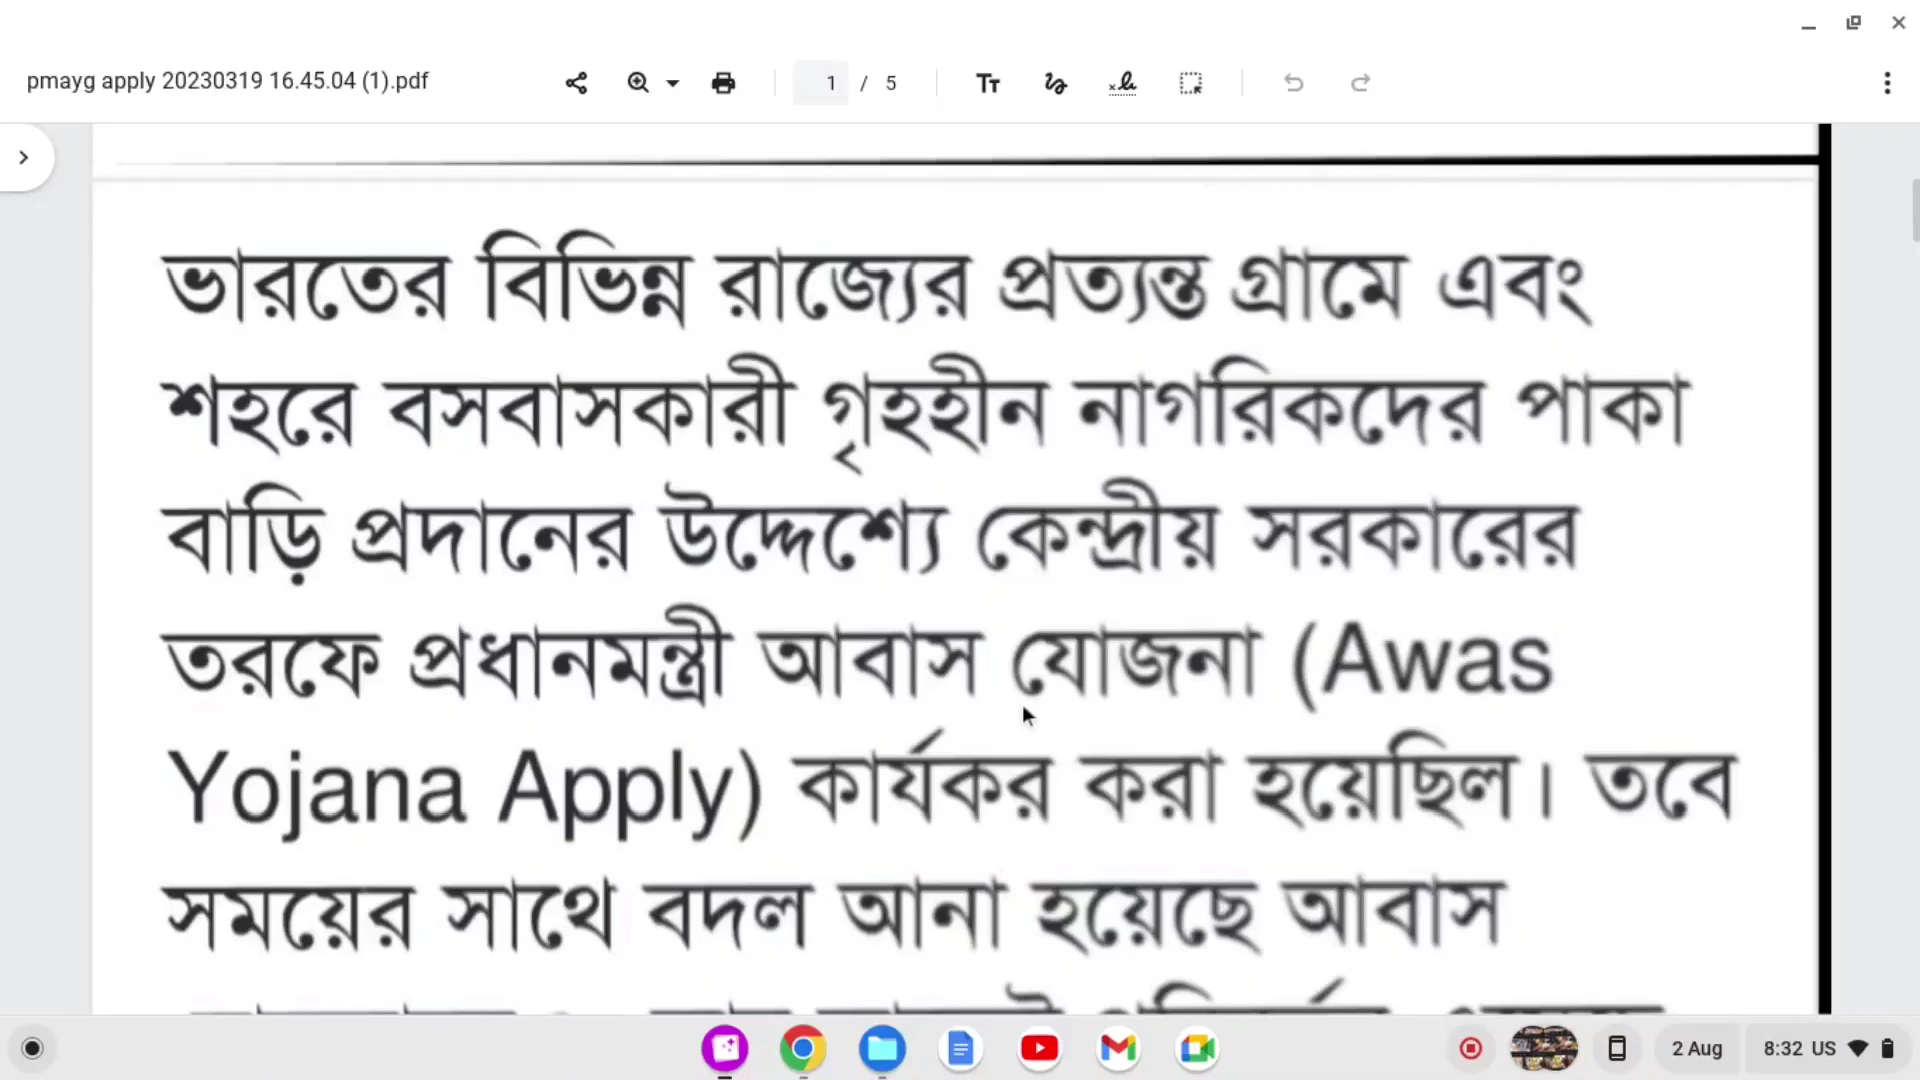 pmayg apply 20230319 16.45.04 (1).pdf
1 / 5
ভারতের বিভিন্ন রাজ্যের প্রত্যন্ত গ্রামে এবং
শহরে বসবাসকারী গৃহহীন নাগরিকদের পাকা
বাড়ি প্রদানের উদ্দেশ্যে কেন্দ্রীয় সরকারের
তরফে প্রধানমন্ত্রী আবাস যোজনা (Awas
Yojana Apply) কার্যকর করা হয়েছিল। তবে
সময়ের সাথে বদল আনা হয়েছে আবাস
2 Aug
8:32 US